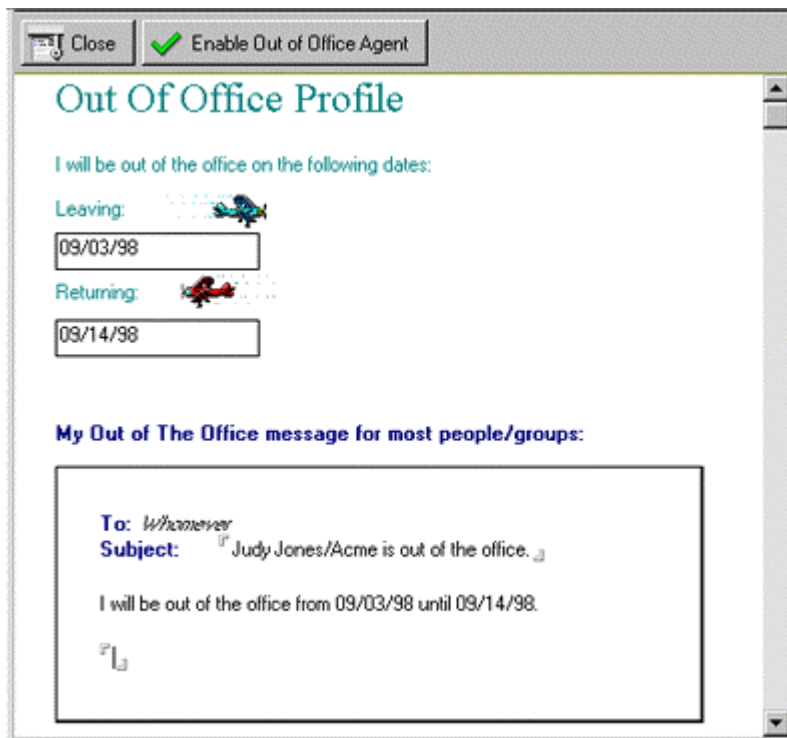 Close Enable Out of Office Agent
Out Of Office Profile
I will be out of the office on the following dates:
Leaving:
09/03/98
Returning:
09/14/98
My Out of The Office message for most people/groups:
To: Whomever
Subject: Judy Jones/Acme is out of the office.
I will be out of the office from 09/03/98 until 09/14/98.